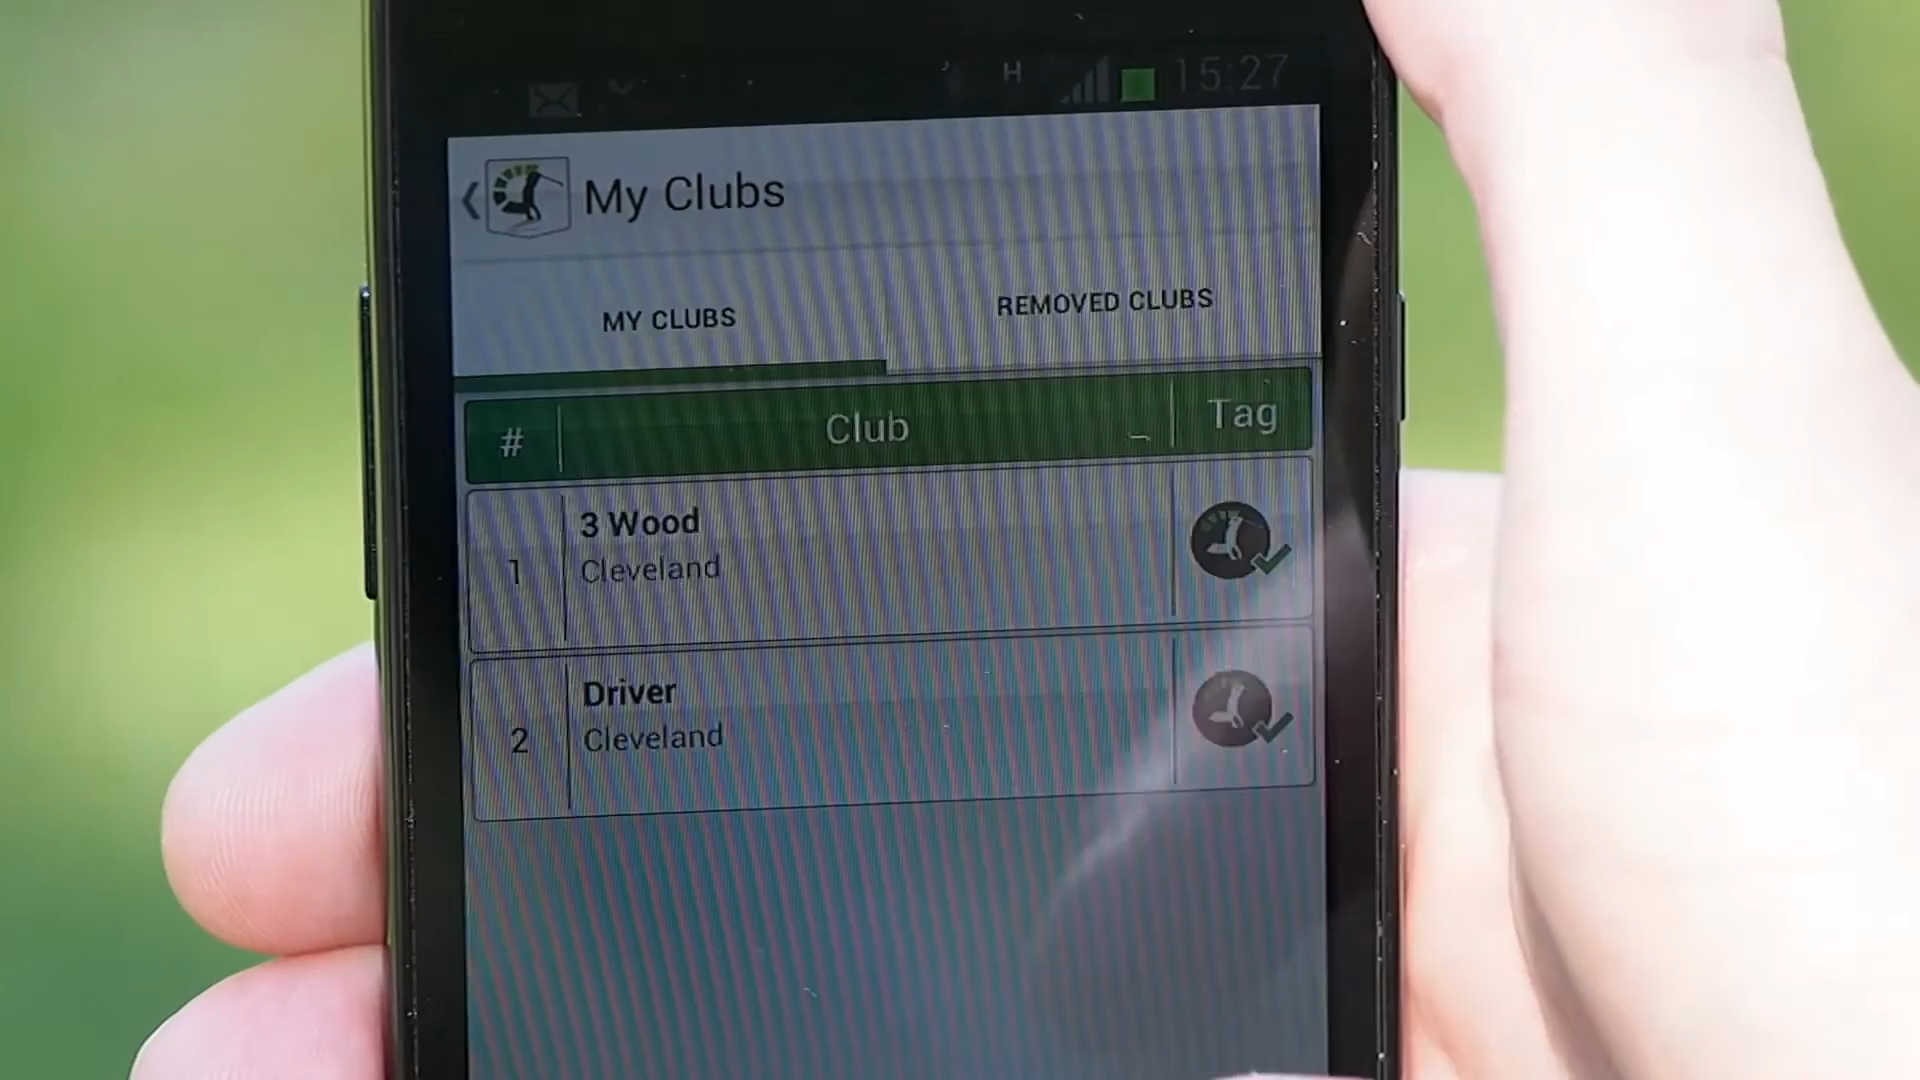 H 15:27
My Clubs
MY CLUBS REMOVED CLUBS
# Club Tag
1 3 Wood
Cleveland
2 Driver
Cleveland